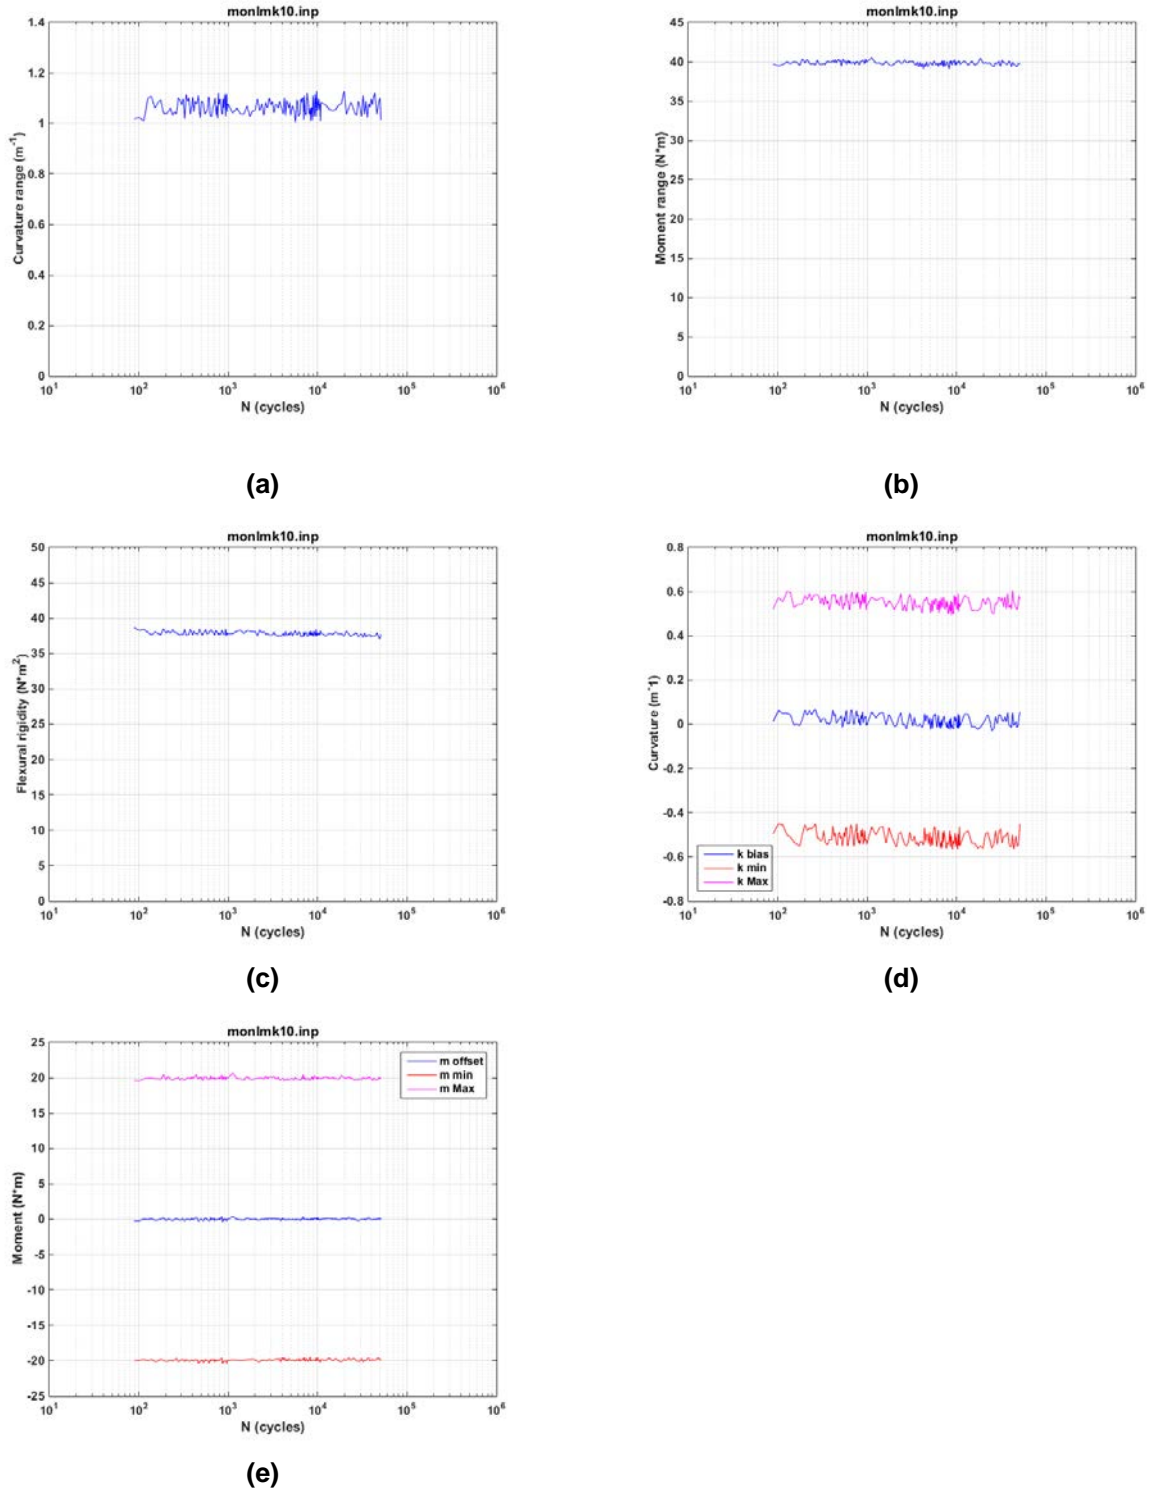 monlmk10.inp
1.4
1.2
1
0.8
0.6
0.4
0.2
0
Curvature range (m⁻¹)
10¹ 10² 10³ 10⁴ 10⁵ 10⁶
N (cycles)
(a)
monlmk10.inp
45
40
35
30
25
20
15
10
5
0
Moment range (N*m)
10¹ 10² 10³ 10⁴ 10⁵ 10⁶
N (cycles)
(b)
monlmk10.inp
50
45
40
35
30
25
20
15
10
5
0
Flexural rigidity (N*m²)
10¹ 10² 10³ 10⁴ 10⁵ 10⁶
N (cycles)
(c)
monlmk10.inp
0.8
0.6
0.4
0.2
0
-0.2
-0.4
-0.6
-0.8
Curvature (m⁻1)
k bias
k min
k Max
10¹ 10² 10³ 10⁴ 10⁵ 10⁶
N (cycles)
(d)
monlmk10.inp
25
20
15
10
5
0
-5
-10
-15
-20
-25
Moment (N*m)
m offset
m min
m Max
10¹ 10² 10³ 10⁴ 10⁵ 10⁶
N (cycles)
(e)